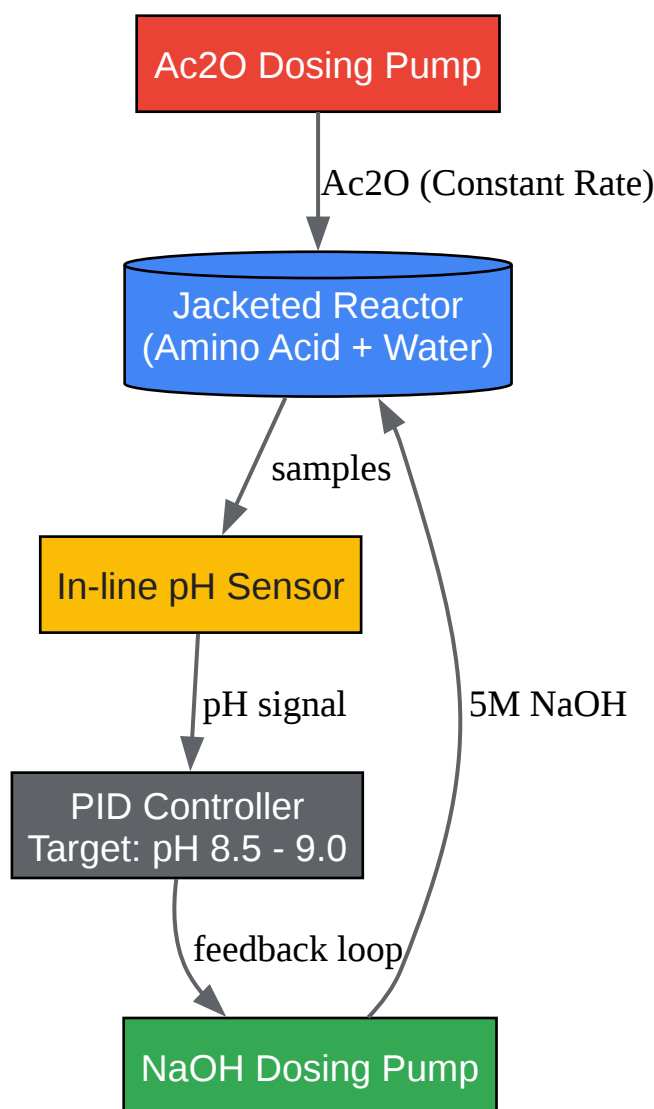 Ac2O Dosing Pump
Ac2O (Constant Rate)
Jacketed Reactor
(Amino Acid + Water)
samples
In-line pH Sensor
pH signal
5M NaOH
PID Controller
Target: pH 8.5 - 9.0
feedback loop
NaOH Dosing Pump